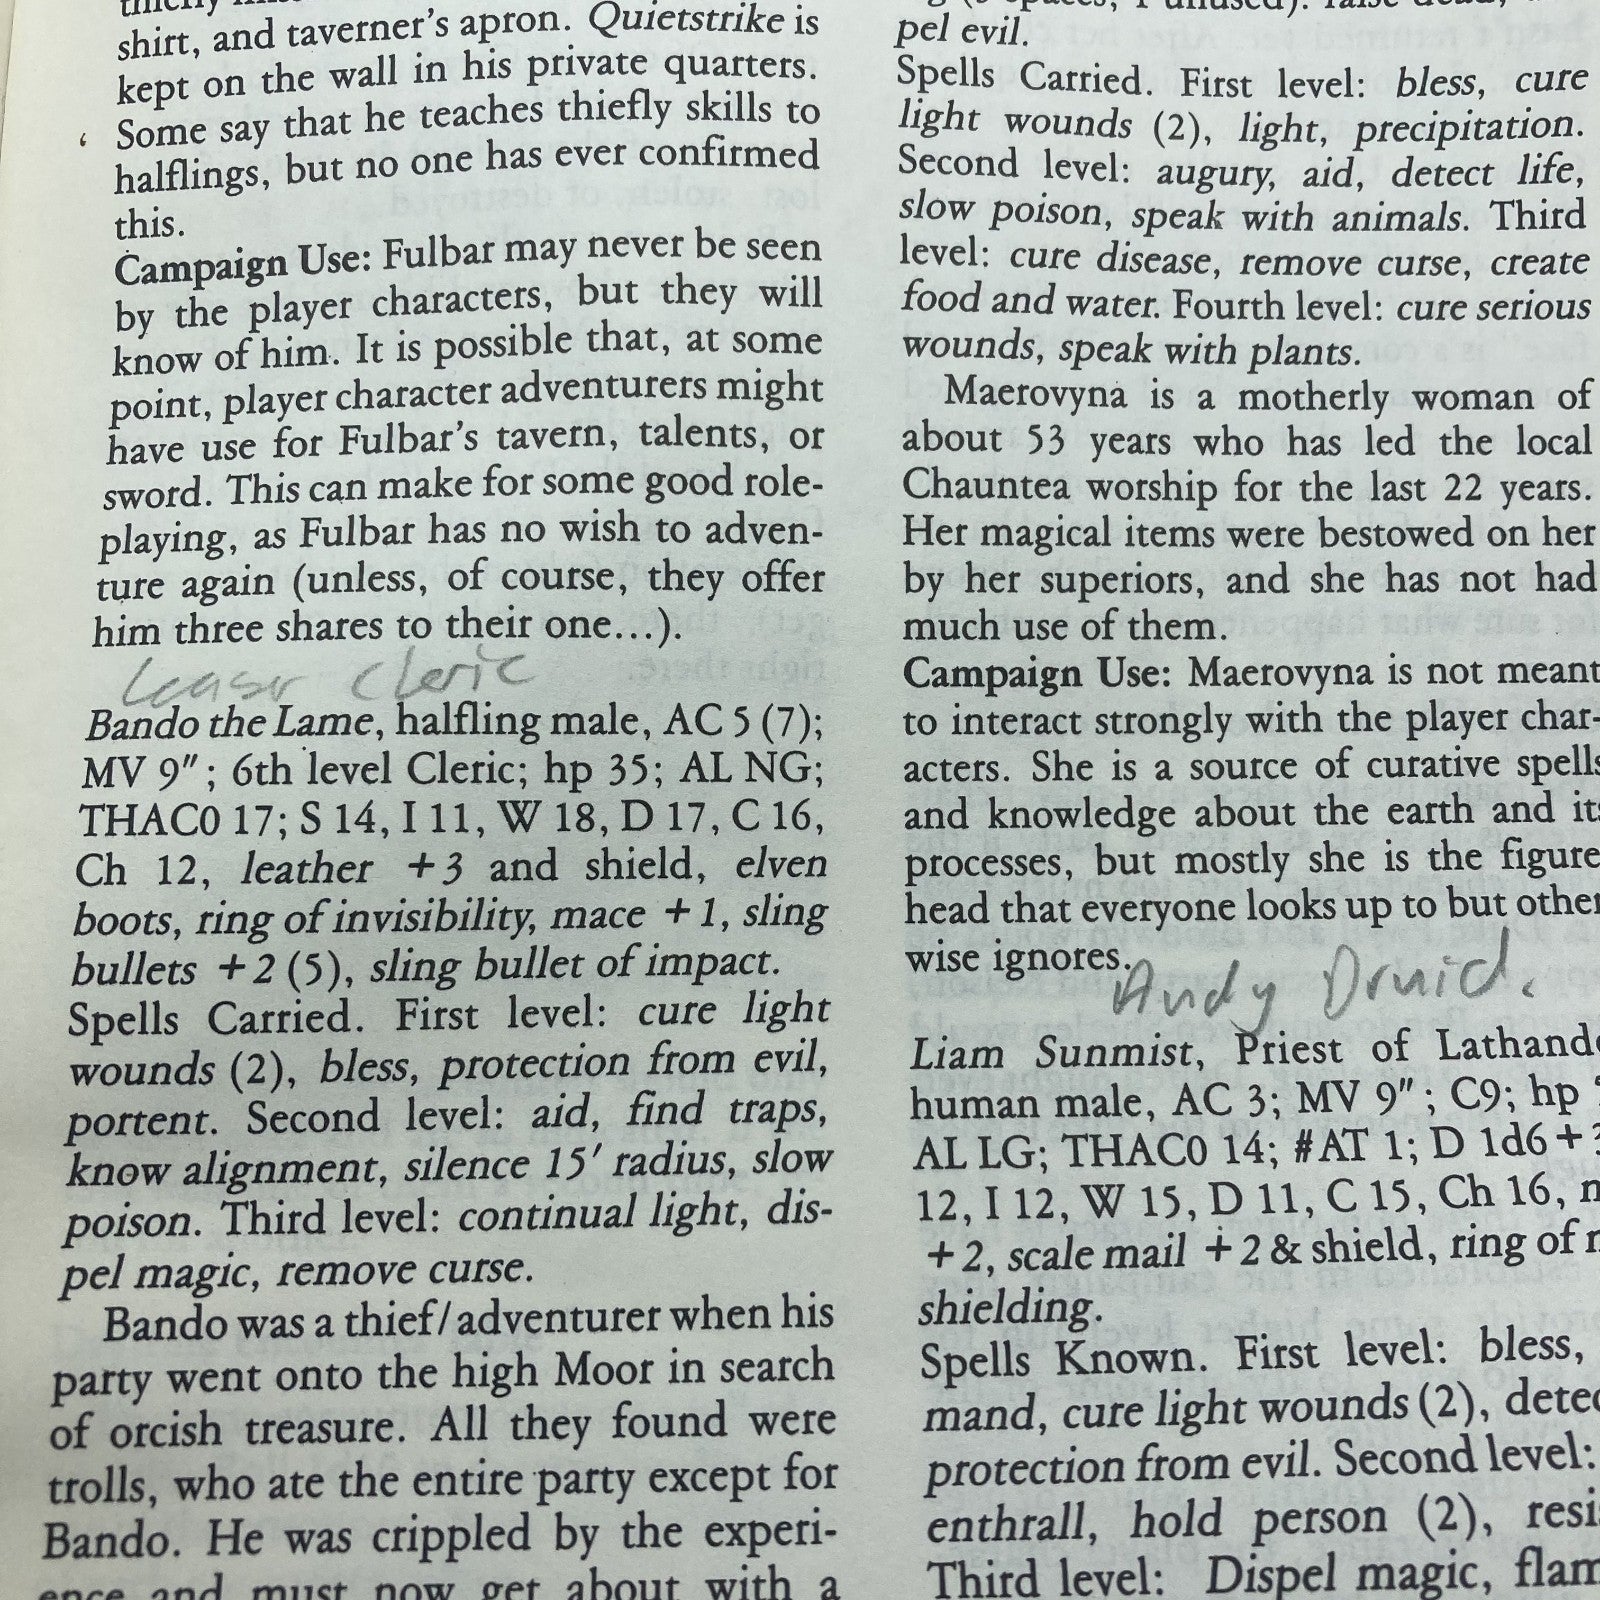 shirt, and taverner's apron. Quietstrike is
kept on the wall in his private quarters.
Some say that he teaches thiefly skills to
halflings, but no one has ever confirmed
this.
Campaign Use: Fulbar may never be seen
by the player characters, but they will
know of him. It is possible that, at some
point, player character adventurers might
have use for Fulbar's tavern, talents, or
sword. This can make for some good role-
playing, as Fulbar has no wish to adven-
ture again (unless, of course, they offer
him three shares to their one...).
Cleric
Bando the Lame, halfling male, AC 5 (7);
MV 9″; 6th level Cleric; hp 35; AL NG;
THAC0 17; S 14, I 11, W 18, D 17, C 16,
Ch 12, leather +3 and shield, elven
boots, ring of invisibility, mace +1, sling
bullets +2 (5), sling bullet of impact.
Spells Carried. First level: cure light
wounds (2), bless, protection from evil,
portent. Second level: aid, find traps,
know alignment, silence 15′ radius, slow
poison. Third level: continual light, dis-
pel magic, remove curse.
Bando was a thief/adventurer when his
party went onto the high Moor in search
of orcish treasure. All they found were
trolls, who ate the entire party except for
Bando. He was crippled by the experi-
ence and must now get about with a
pel evil.
Spells Carried. First level: bless, cure
light wounds (2), light, precipitation.
Second level: augury, aid, detect life,
slow poison, speak with animals. Third
level: cure disease, remove curse, create
food and water. Fourth level: cure serious
wounds, speak with plants.
Maerovyna is a motherly woman of
about 53 years who has led the local
Chauntea worship for the last 22 years.
Her magical items were bestowed on her
by her superiors, and she has not had
much use of them.
Campaign Use: Maerovyna is not meant
to interact strongly with the player char-
acters. She is a source of curative spells
and knowledge about the earth and its
processes, but mostly she is the figure
head that everyone looks up to but other
wise ignores.
Andy Druid.
Liam Sunmist, Priest of Lathande
human male, AC 3; MV 9″; C9; hp
AL LG; THAC0 14; #AT 1; D 1d6+
12, I 12, W 15, D 11, C 15, Ch 16,
+2, scale mail +2 & shield, ring of
shielding.
Spells Known. First level: bless,
mand, cure light wounds (2), detec
protection from evil. Second level:
enthrall, hold person (2), resi
Third level: Dispel magic, flam